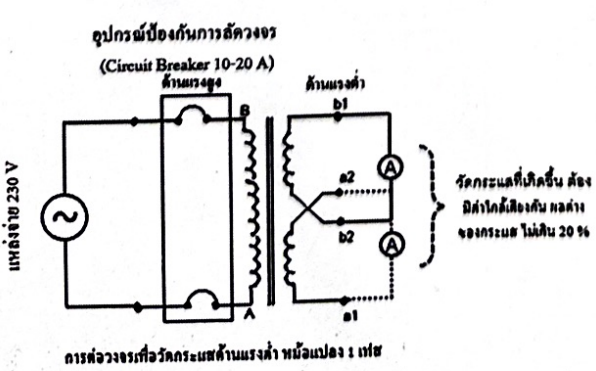 อุปกรณ์ป้องกันการลัดวงจร
(Circuit Breaker 10-20 A)
ด้านแรงสูง
ด้านแรงต่ำ
b1
B
A
a2
แหล่งจ่าย 230 V
วัดกระแสที่เกิดขึ้น ต้อง
มีค่าใกล้เคียงกัน ผลต่าง
ของกระแส ไม่เกิน 20 %
b2
A
A
a1
การต่อวงจรเพื่อวัดกระแสด้านแรงต่ำ หม้อแปลง 1 เฟส